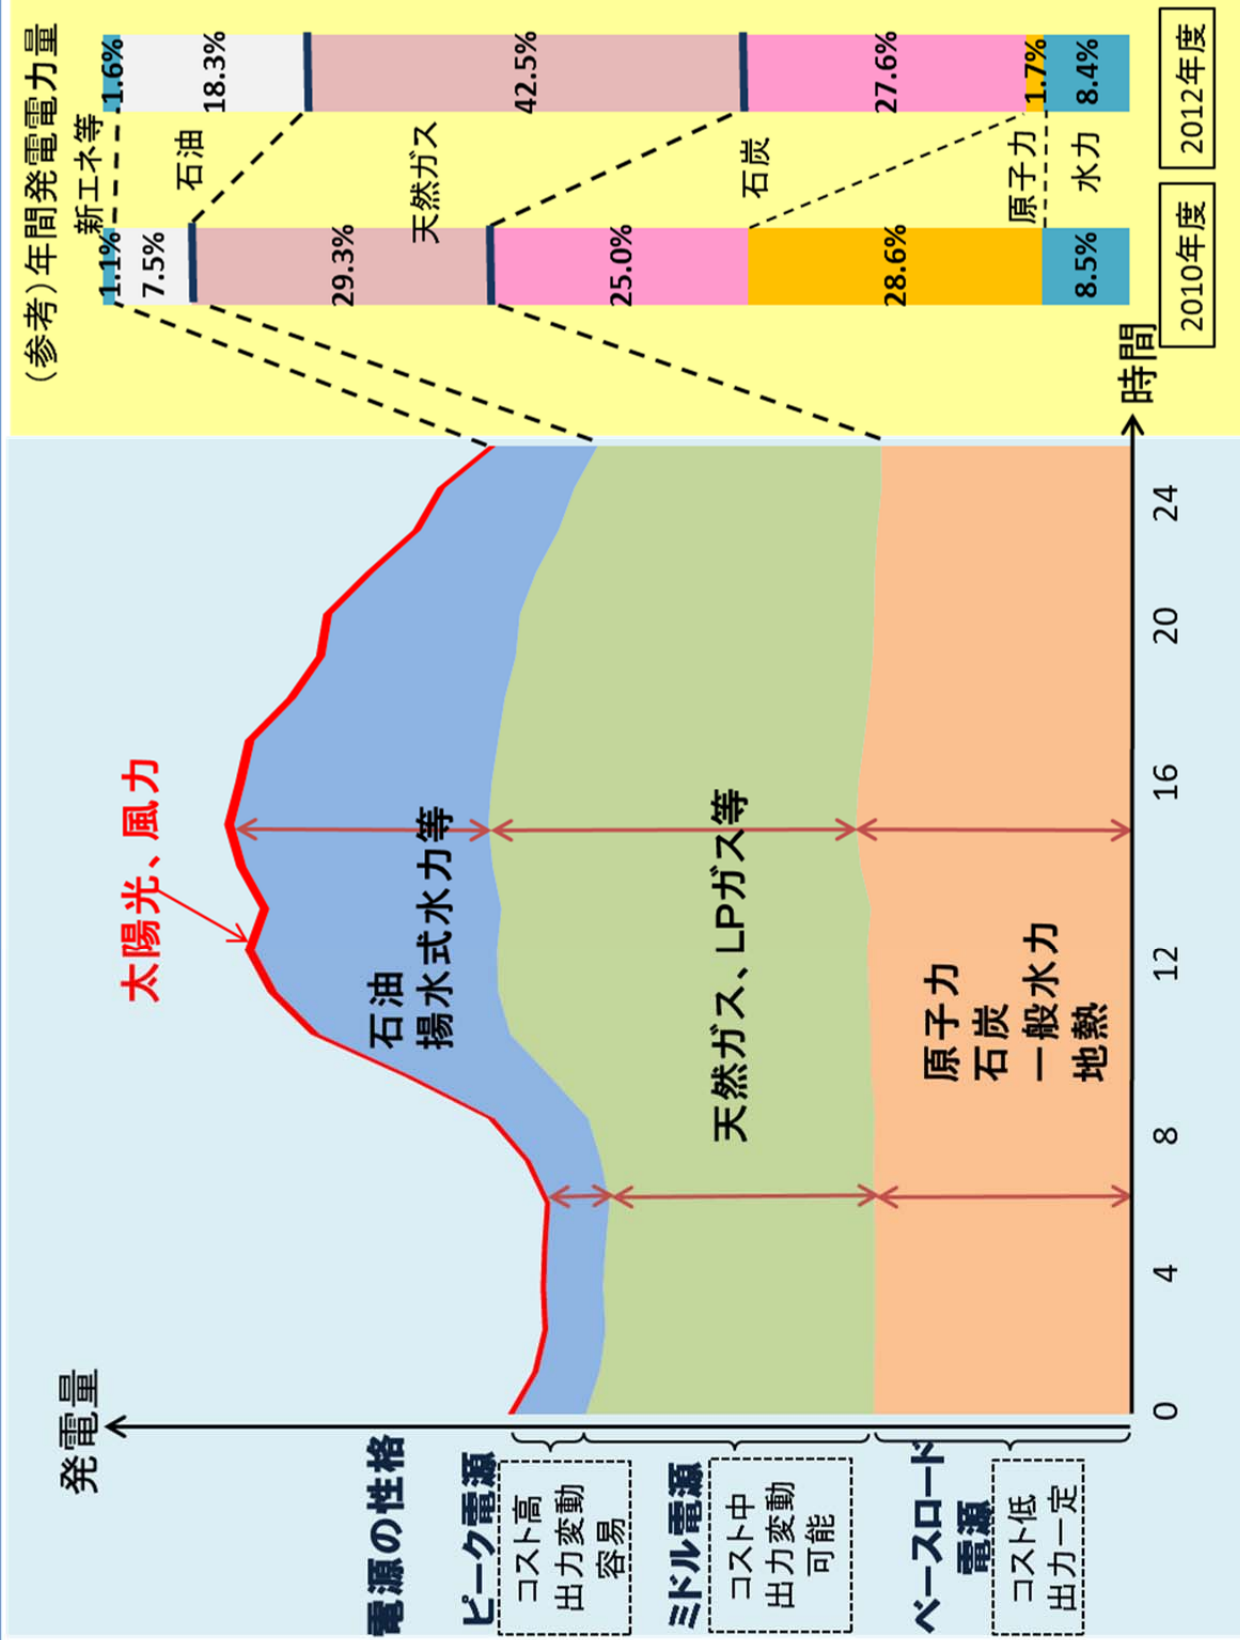 発電量
電源の性格
ピーク電源
コスト高
出力変動
容易
ミドル電源
コスト中
出力変動
可能
ベースロード
電源
コスト低
出力一定
太陽光、風力
石油
揚水式水力等
天然ガス、LPガス等
原子力
石炭
一般水力
地熱
0
4
8
12
16
20
24
時間
（参考）年間発電電力量
新エネ等
石油
天然ガス
石炭
原子力
水力
1.1%
7.5%
29.3%
25.0%
28.6%
8.5%
2010年度
1.6%
18.3%
42.5%
27.6%
1.7%
8.4%
2012年度